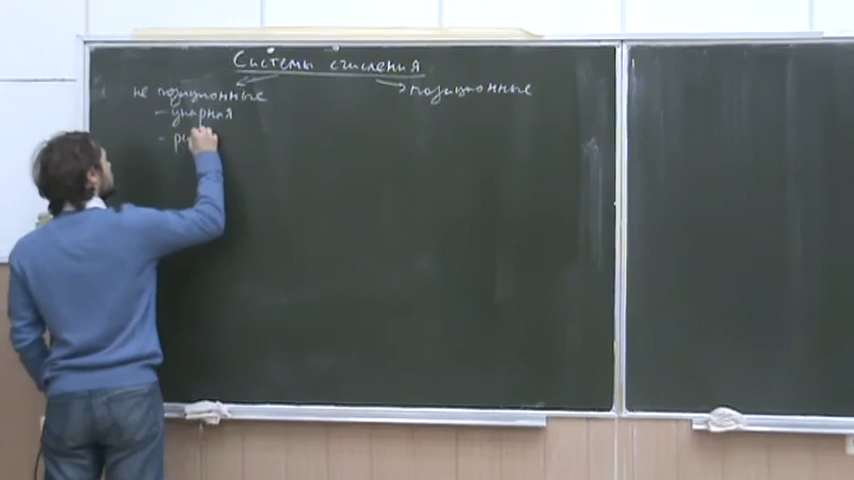 Системы счисления
не позиционные
позиционные
- унарная
- р